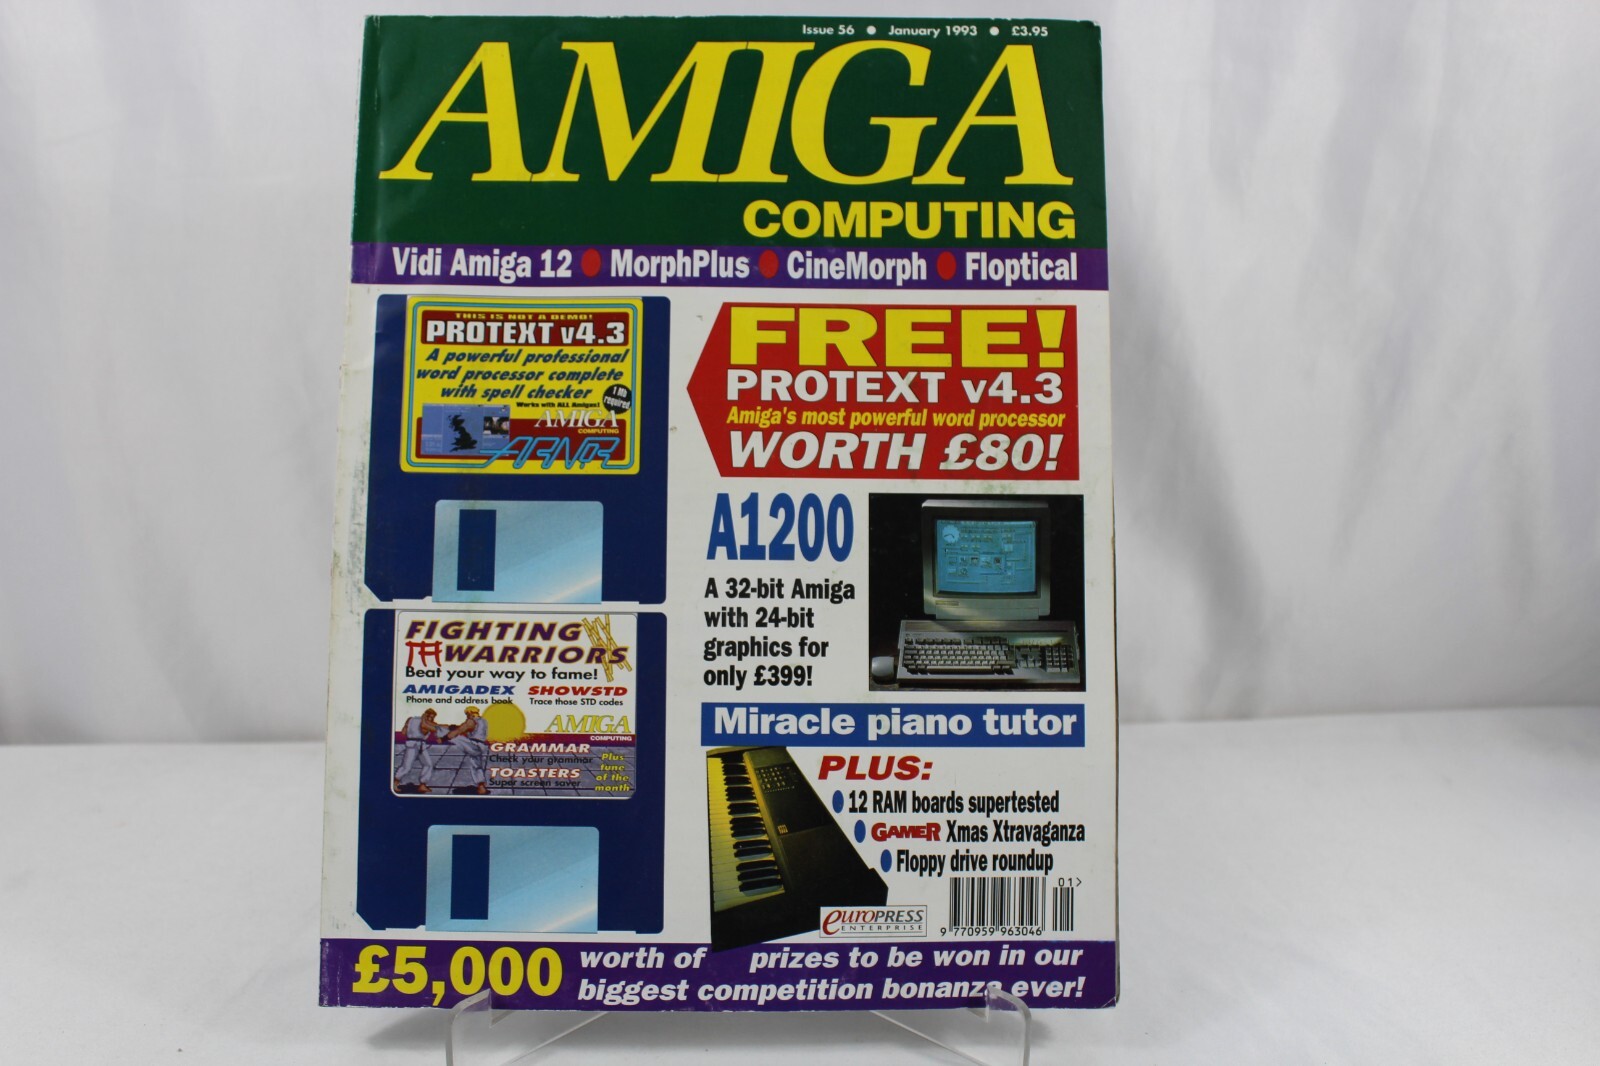 Issue 56 ● January 1993 ● £3.95
AMIGA
COMPUTING
Vidi Amiga 12 ● MorphPlus ● CineMorph ● Floptical
THIS IS NOT A DEMO!
PROTEXT v4.3
A powerful professional
word processor complete
with spell checker
Works with ALL Amigas!
1 Mb
required
AMIGA
COMPUTING
ARNOR
FREE!
PROTEXT v4.3
Amiga's most powerful word processor
WORTH £80!
A1200
A 32-bit Amiga
with 24-bit
graphics for
only £399!
FIGHTING
WARRIORS
Beat your way to fame!
AMIGADEX SHOWSTD
Phone and address book Trace those STD codes
AMIGA
COMPUTING
GRAMMAR
Check your grammar
TOASTERS
Super screen saver
Plus
tune
of the
month
Miracle piano tutor
PLUS:
● 12 RAM boards supertested
● GAMER Xmas Xtravaganza
● Floppy drive roundup
euroPRESS
ENTERPRISE
01>
9 770959 963046
£5,000 worth of prizes to be won in our
biggest competition bonanza ever!